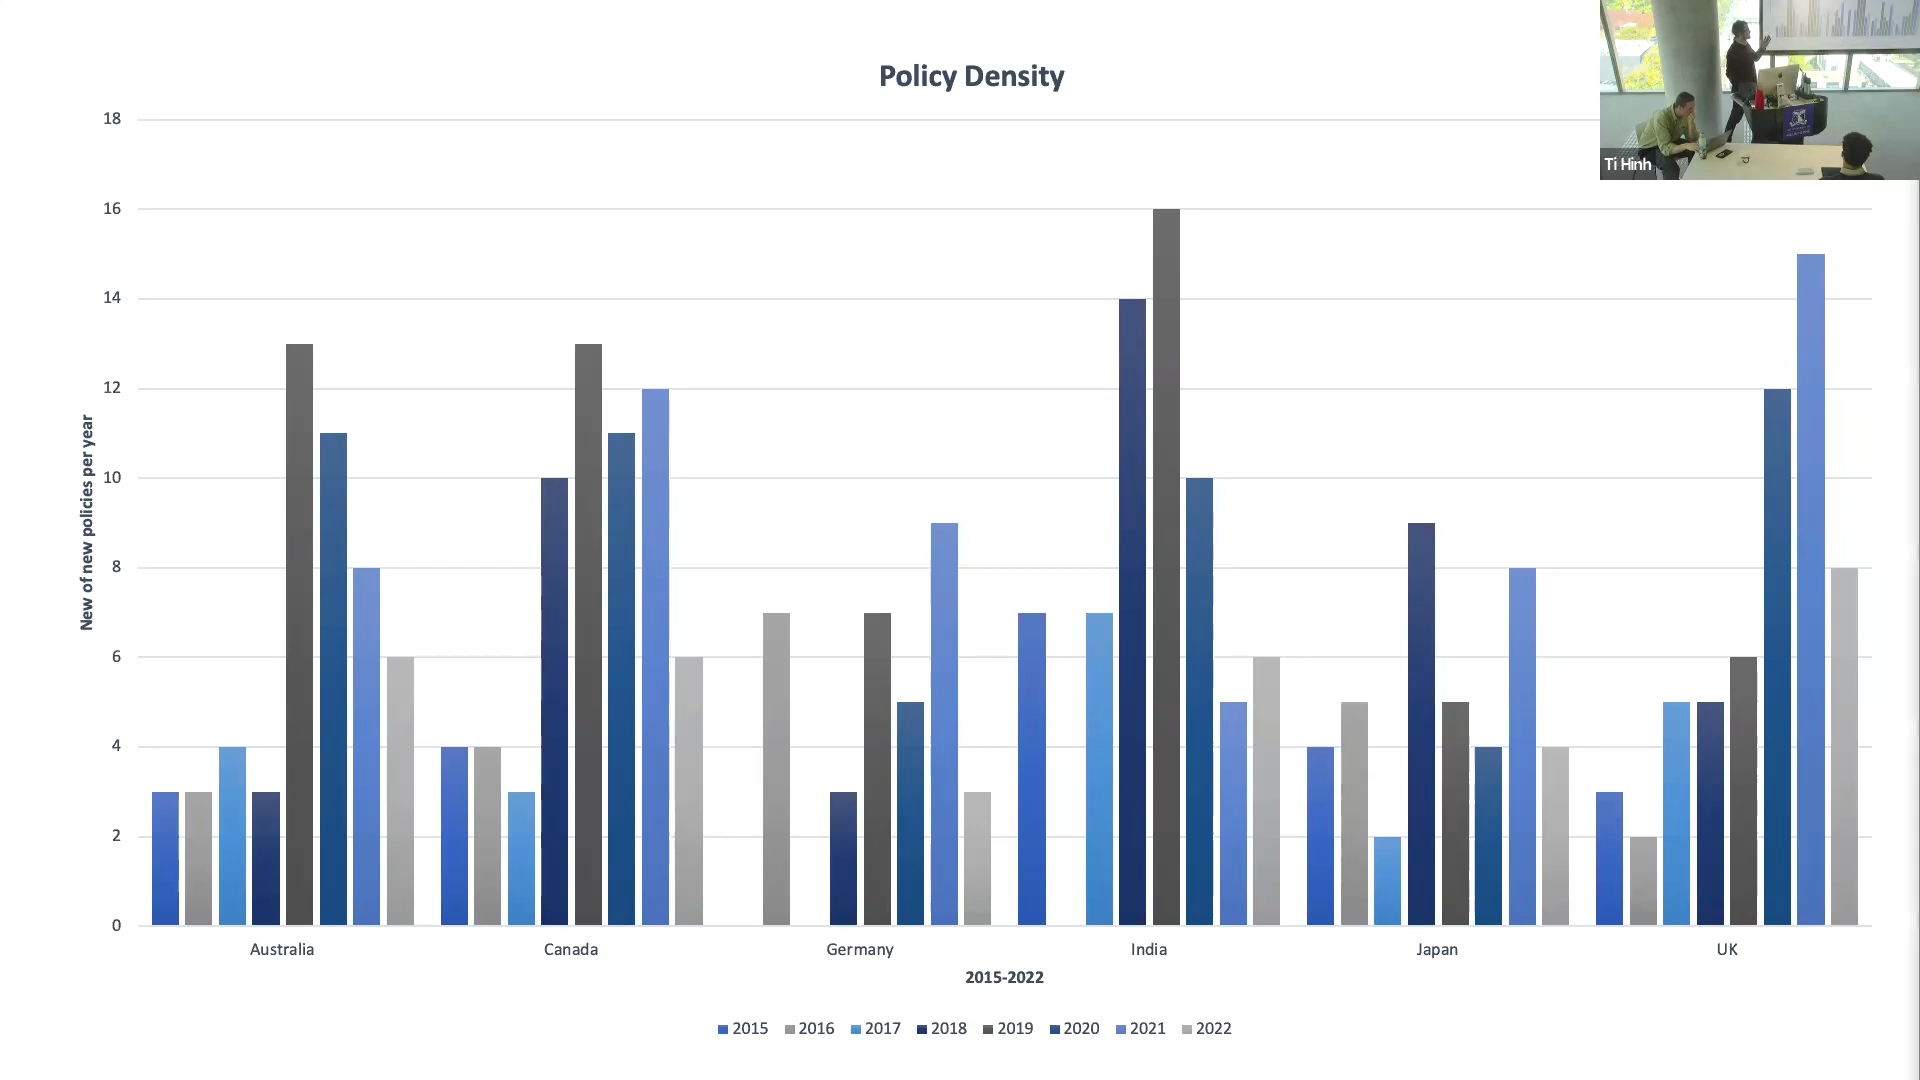 Policy Density
18
16
14
12
10
8
6
4
2
0
New of new policies per year
Australia
Canada
Germany
India
Japan
UK
2015-2022
2015 2016 2017 2018 2019 2020 2021 2022
Ti Hinh